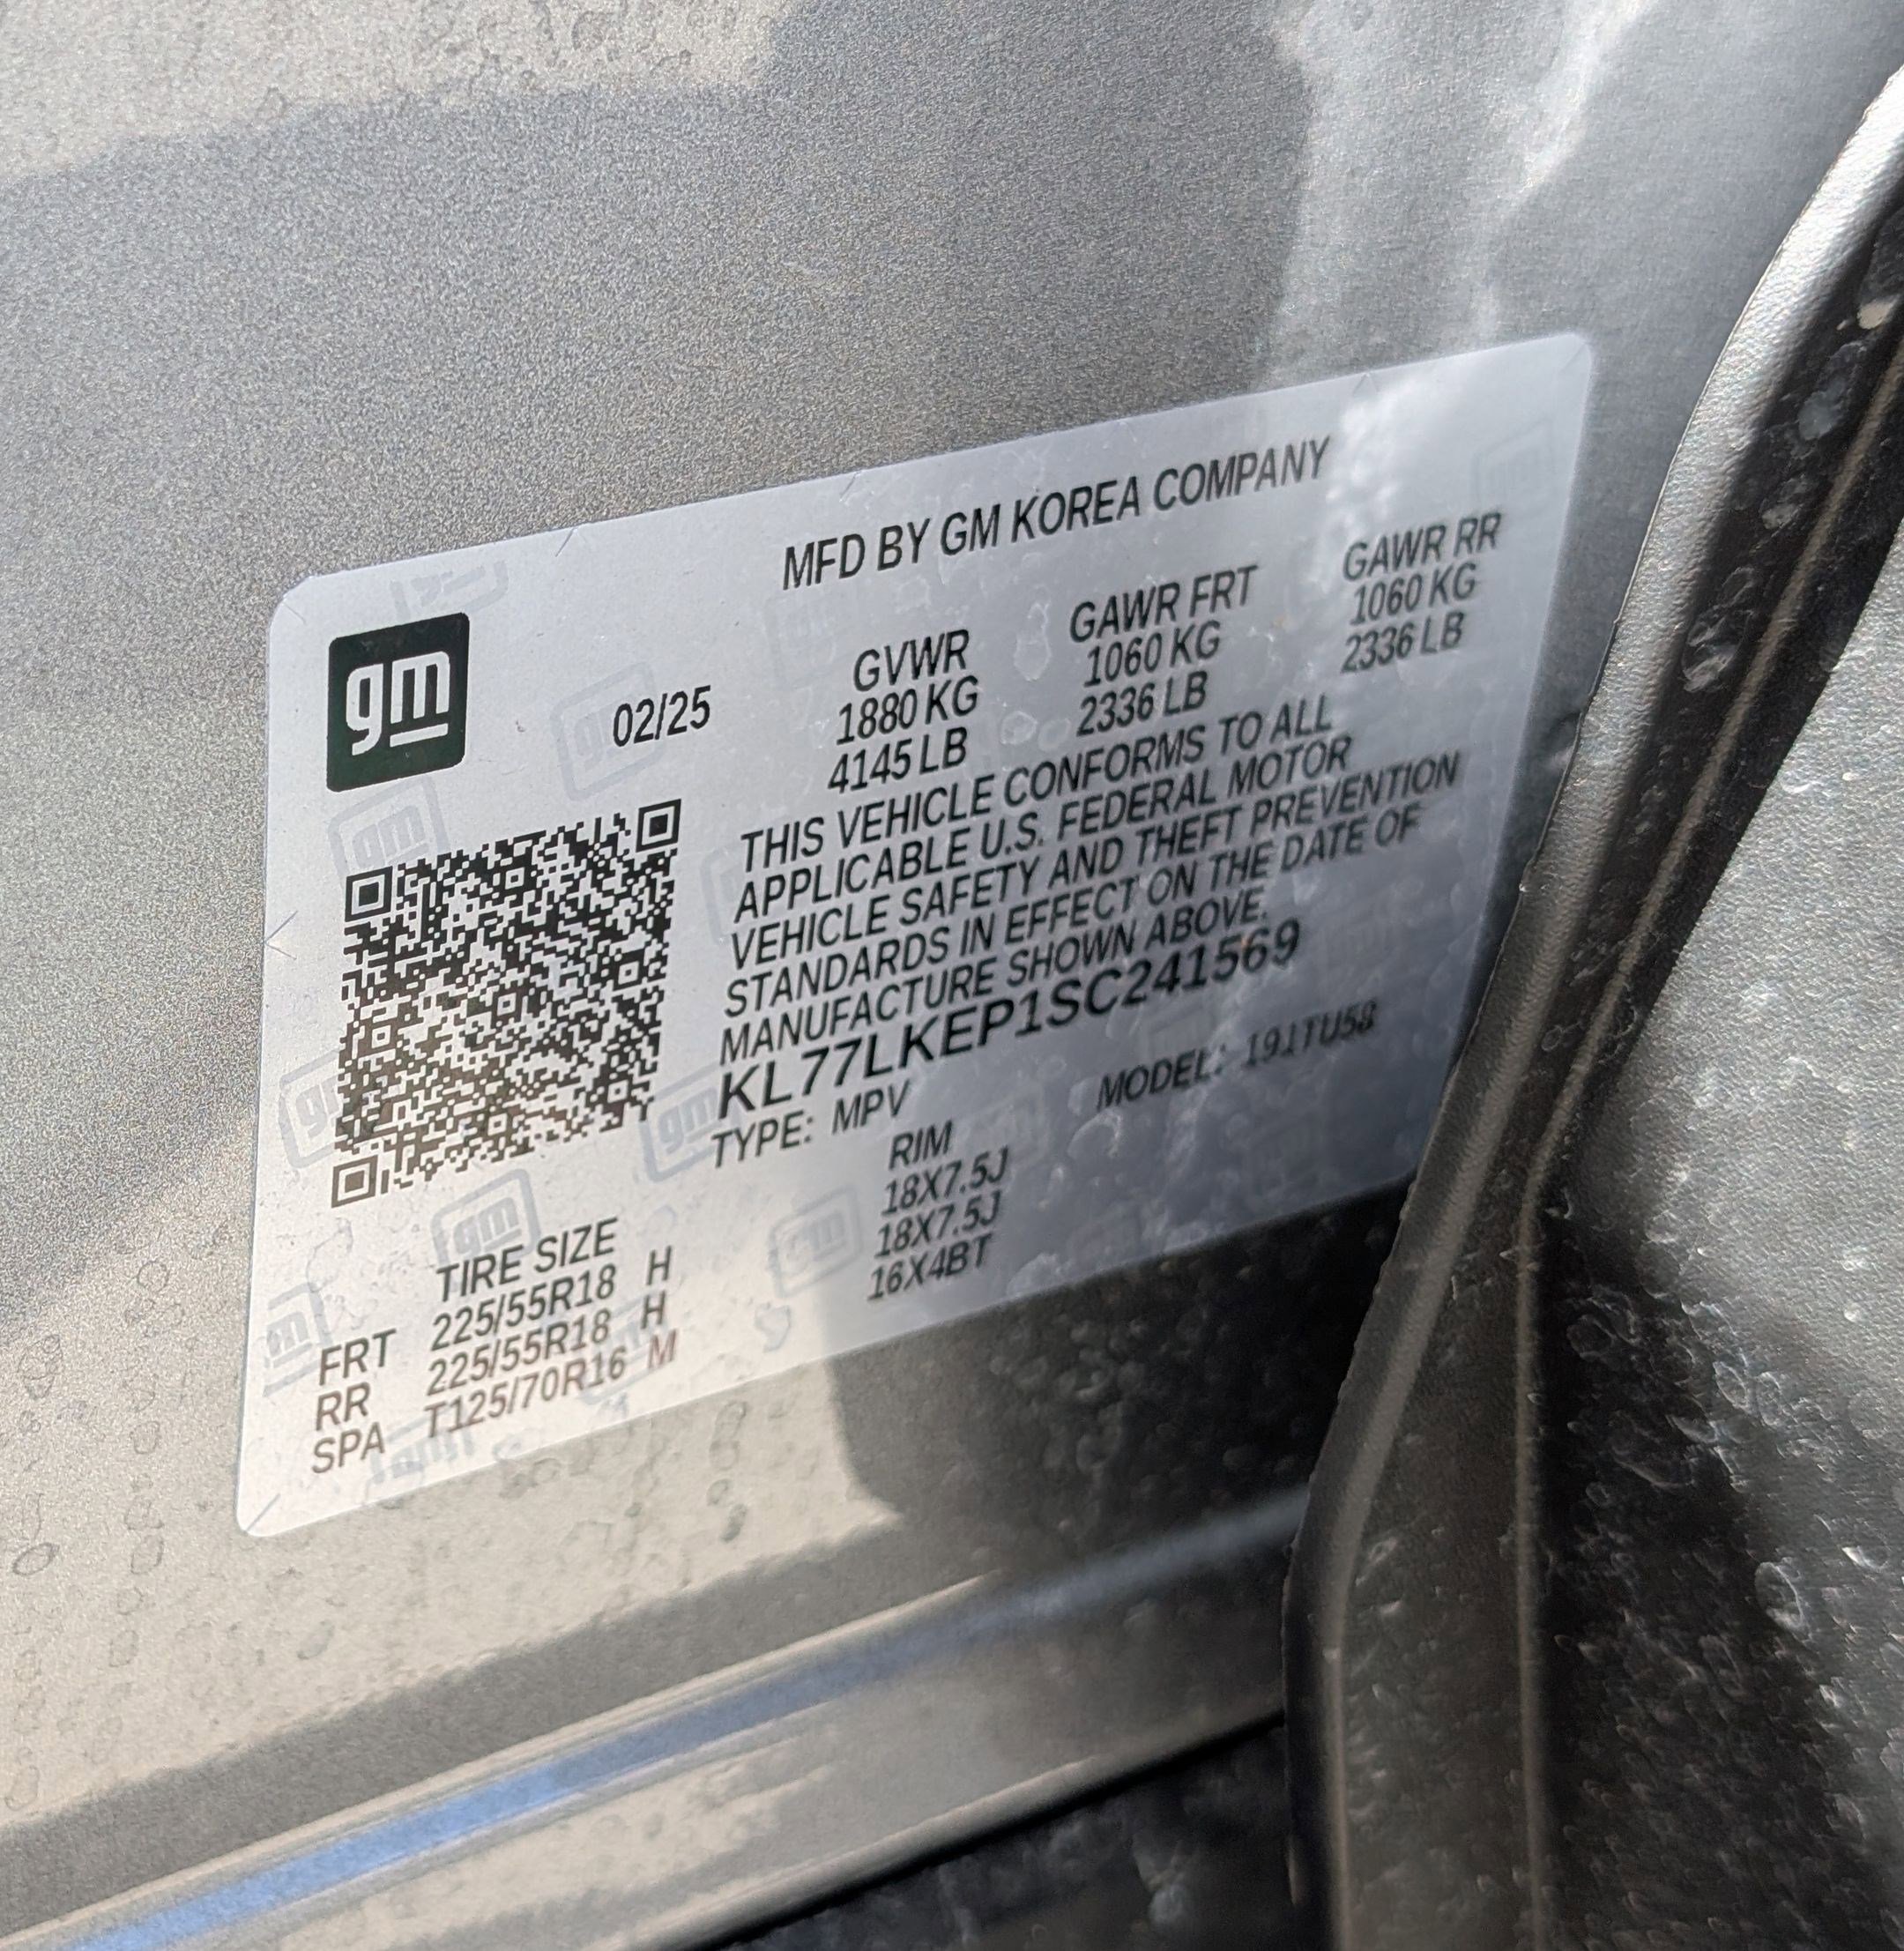 MFD BY GM KOREA COMPANY
gm
02/25
GVWR GAWR FRT GAWR RR
1880 KG 1060 KG 1060 KG
4145 LB 2336 LB 2336 LB
THIS VEHICLE CONFORMS TO ALL
APPLICABLE U.S. FEDERAL MOTOR
VEHICLE SAFETY AND THEFT PREVENTION
STANDARDS IN EFFECT ON THE DATE OF
MANUFACTURE SHOWN ABOVE.
KL77LKEP1SC241569
TYPE: MPV MODEL: 191TU58
TIRE SIZE RIM
FRT 225/55R18 H 18X7.5J
RR 225/55R18 H 18X7.5J
SPA T125/70R16 M 16X4BT